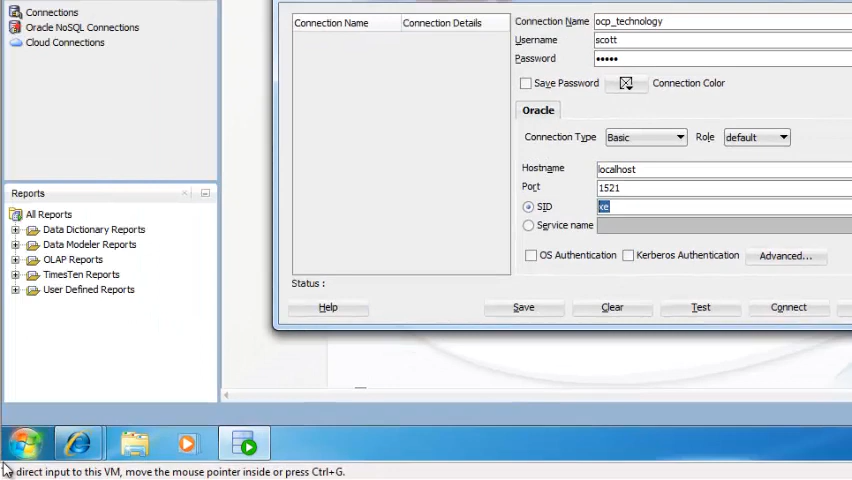 Connections
Oracle NoSQL Connections
Cloud Connections
Reports
All Reports
Data Dictionary Reports
Data Modeler Reports
OLAP Reports
TimesTen Reports
User Defined Reports
Connection Name Connection Details
Connection Name ocp_technology
Username scott
Password •••••
Save Password Connection Color
Oracle
Connection Type Basic Role default
Hostname localhost
Port 1521
SID xe
Service name
OS Authentication Kerberos Authentication Advanced...
Status :
Help Save Clear Test Connect
direct input to this VM, move the mouse pointer inside or press Ctrl+G.